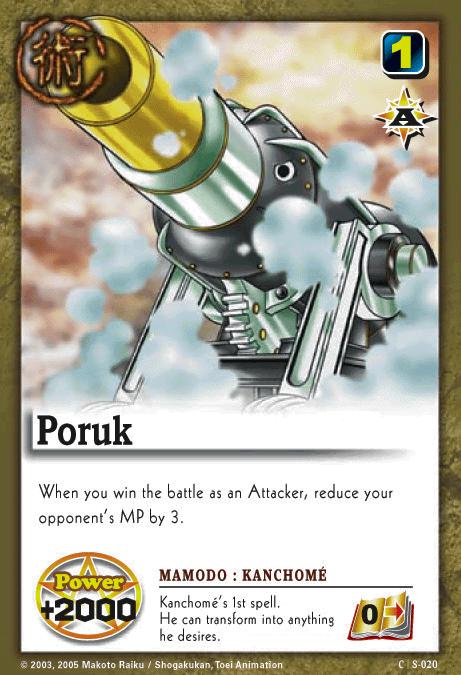 術
1
A
Poruk
When you win the battle as an Attacker, reduce your
opponent's MP by 3.
Power
+2000
MAMODO : KANCHOMÉ
Kanchomé's 1st spell.
He can transform into anything
he desires.
0
© 2003, 2005 Makoto Raiku / Shogakukan, Toei Animation
C | S-020